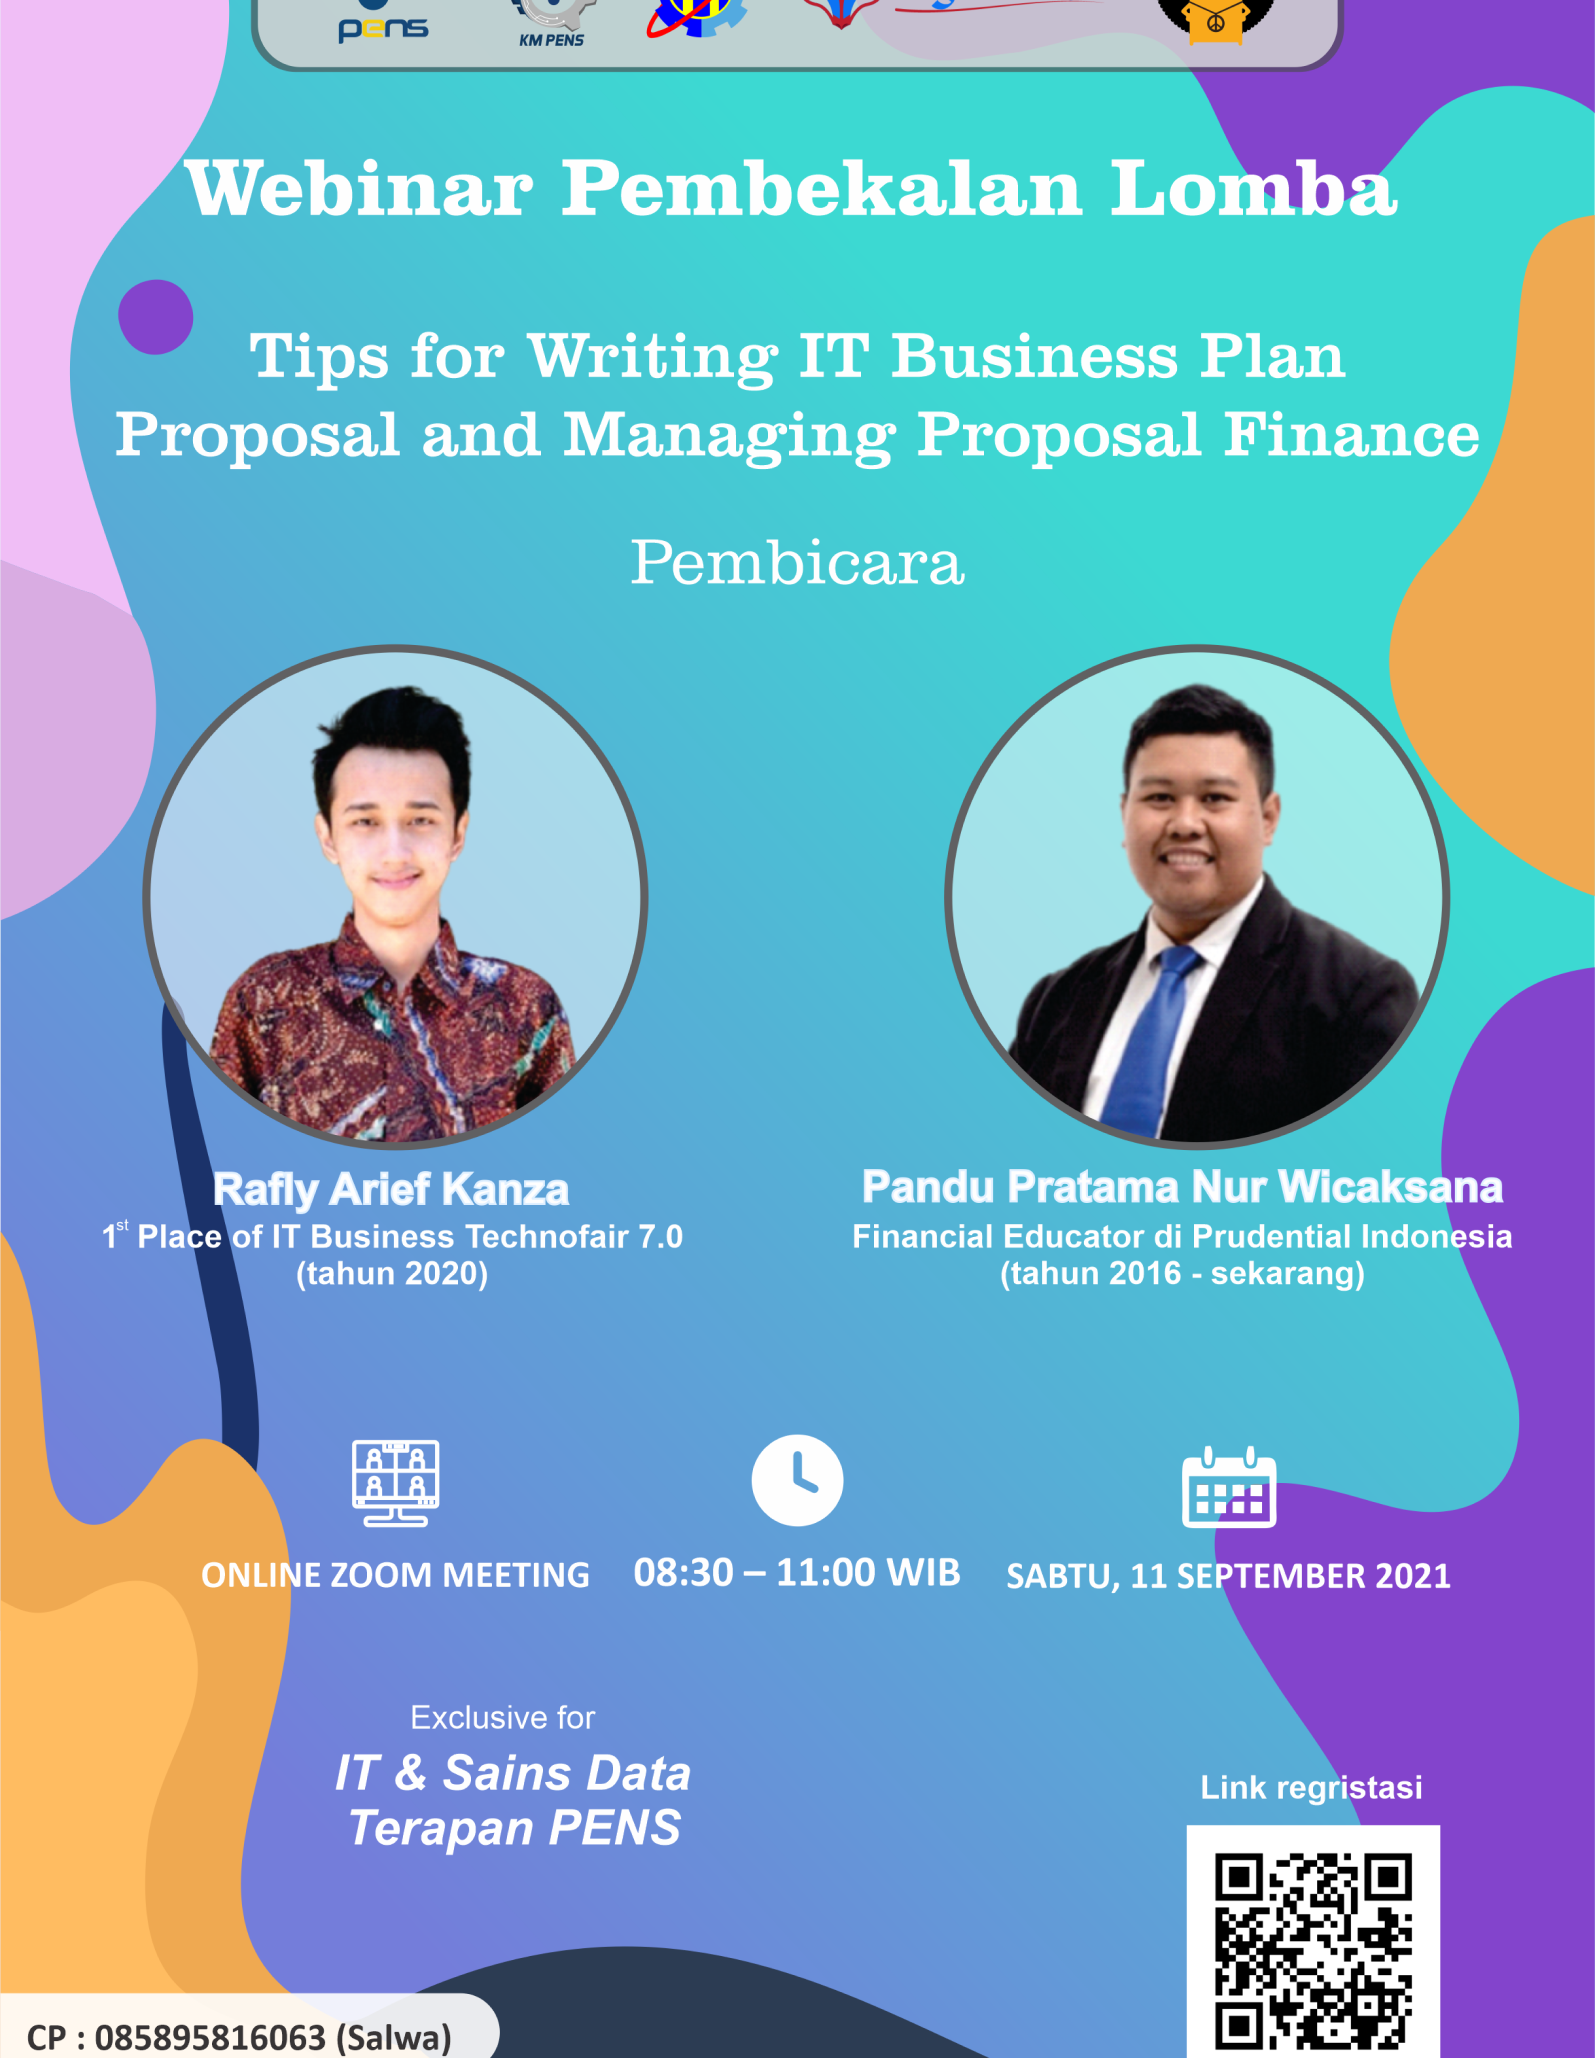 pens
KM PENS
Webinar Pembekalan Lomba
Tips for Writing IT Business Plan
Proposal and Managing Proposal Finance
Pembicara
Rafly Arief Kanza
1st Place of IT Business Technofair 7.0
(tahun 2020)
Pandu Pratama Nur Wicaksana
Financial Educator di Prudential Indonesia
(tahun 2016 - sekarang)
ONLINE ZOOM MEETING
08:30 – 11:00 WIB
SABTU, 11 SEPTEMBER 2021
Exclusive for
IT & Sains Data
Terapan PENS
Link regristasi
CP : 085895816063 (Salwa)